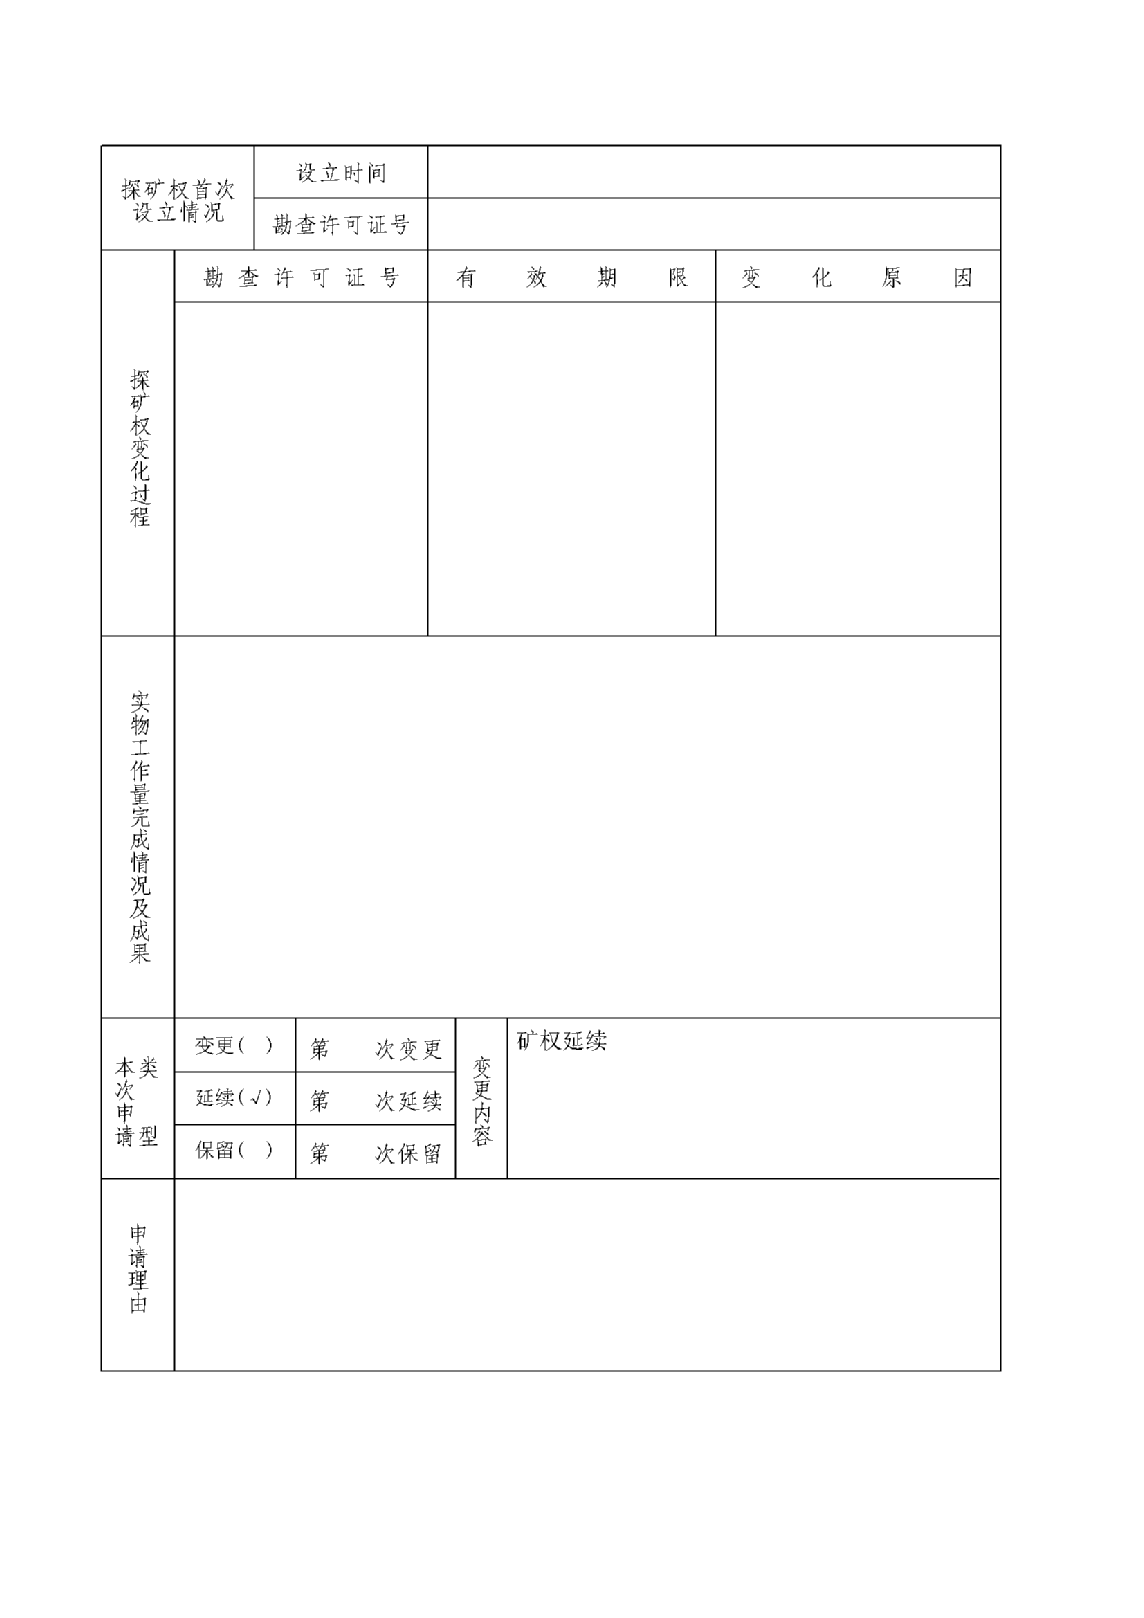 探矿权首次
设立情况
设立时间
勘查许可证号
探矿权变化过程
勘查许可证号
有效期限
变化原因
实物工作量完成情况及成果
本次申请类型
变更( )
第 次变更
延续(√)
第 次延续
保留( )
第 次保留
变更内容
矿权延续
申请理由